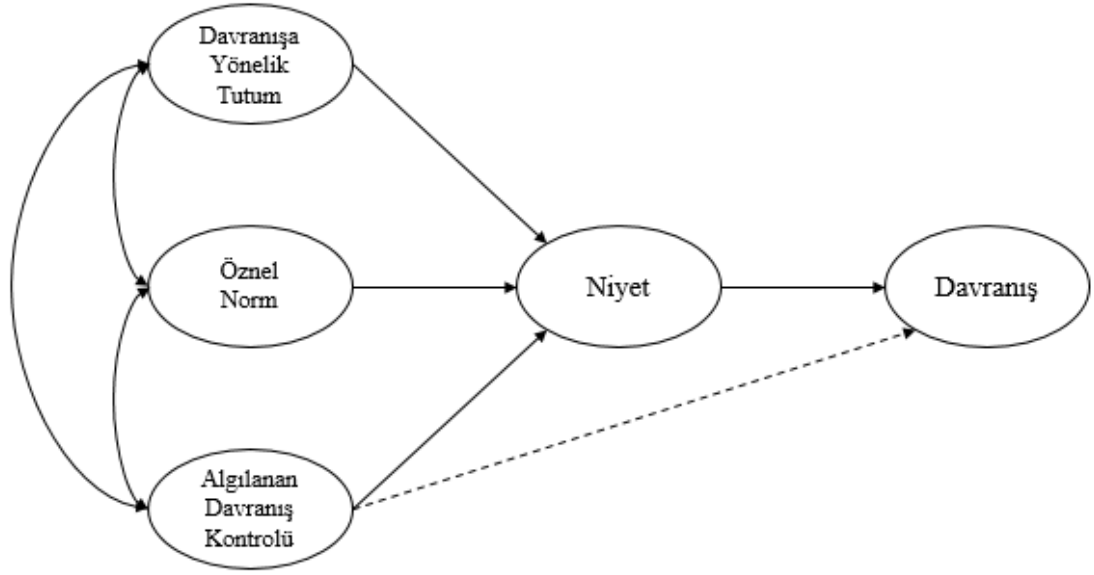 Davranışa
Yönelik
Tutum
Öznel
Norm
Niyet
Davranış
Algılanan
Davranış
Kontrolü